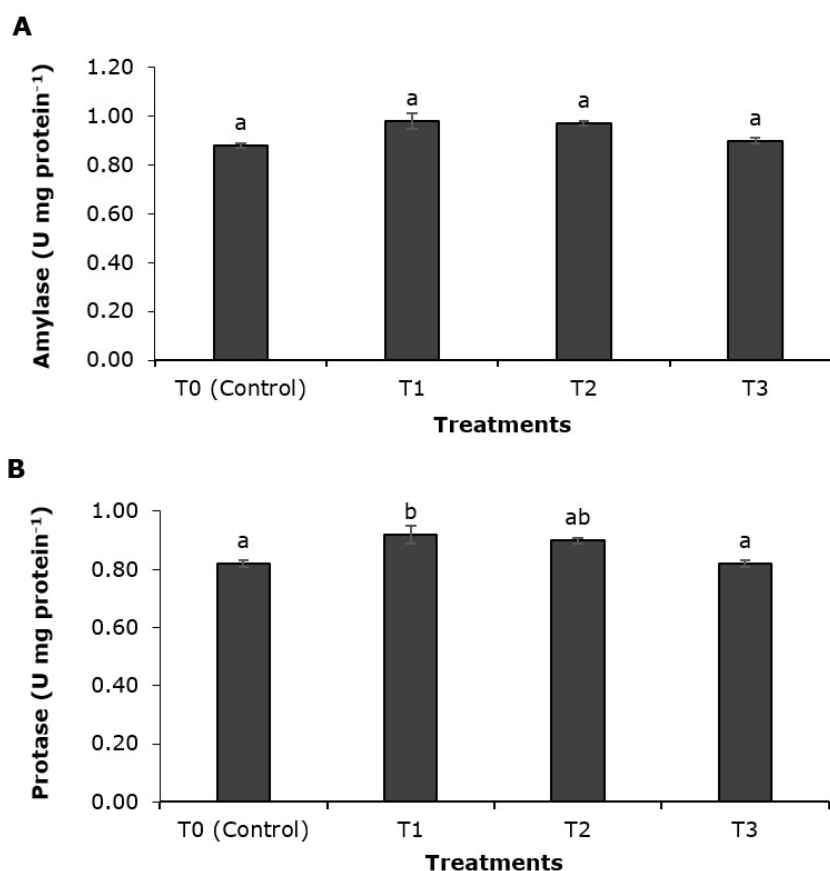 A
Amylase (U mg protein⁻¹)
1.20
1.00
0.80
0.60
0.40
0.20
0.00
a
a
a
a
T0 (Control)
T1
T2
T3
Treatments
B
Protase (U mg protein⁻¹)
1.00
0.80
0.60
0.40
0.20
0.00
a
b
ab
a
T0 (Control)
T1
T2
T3
Treatments